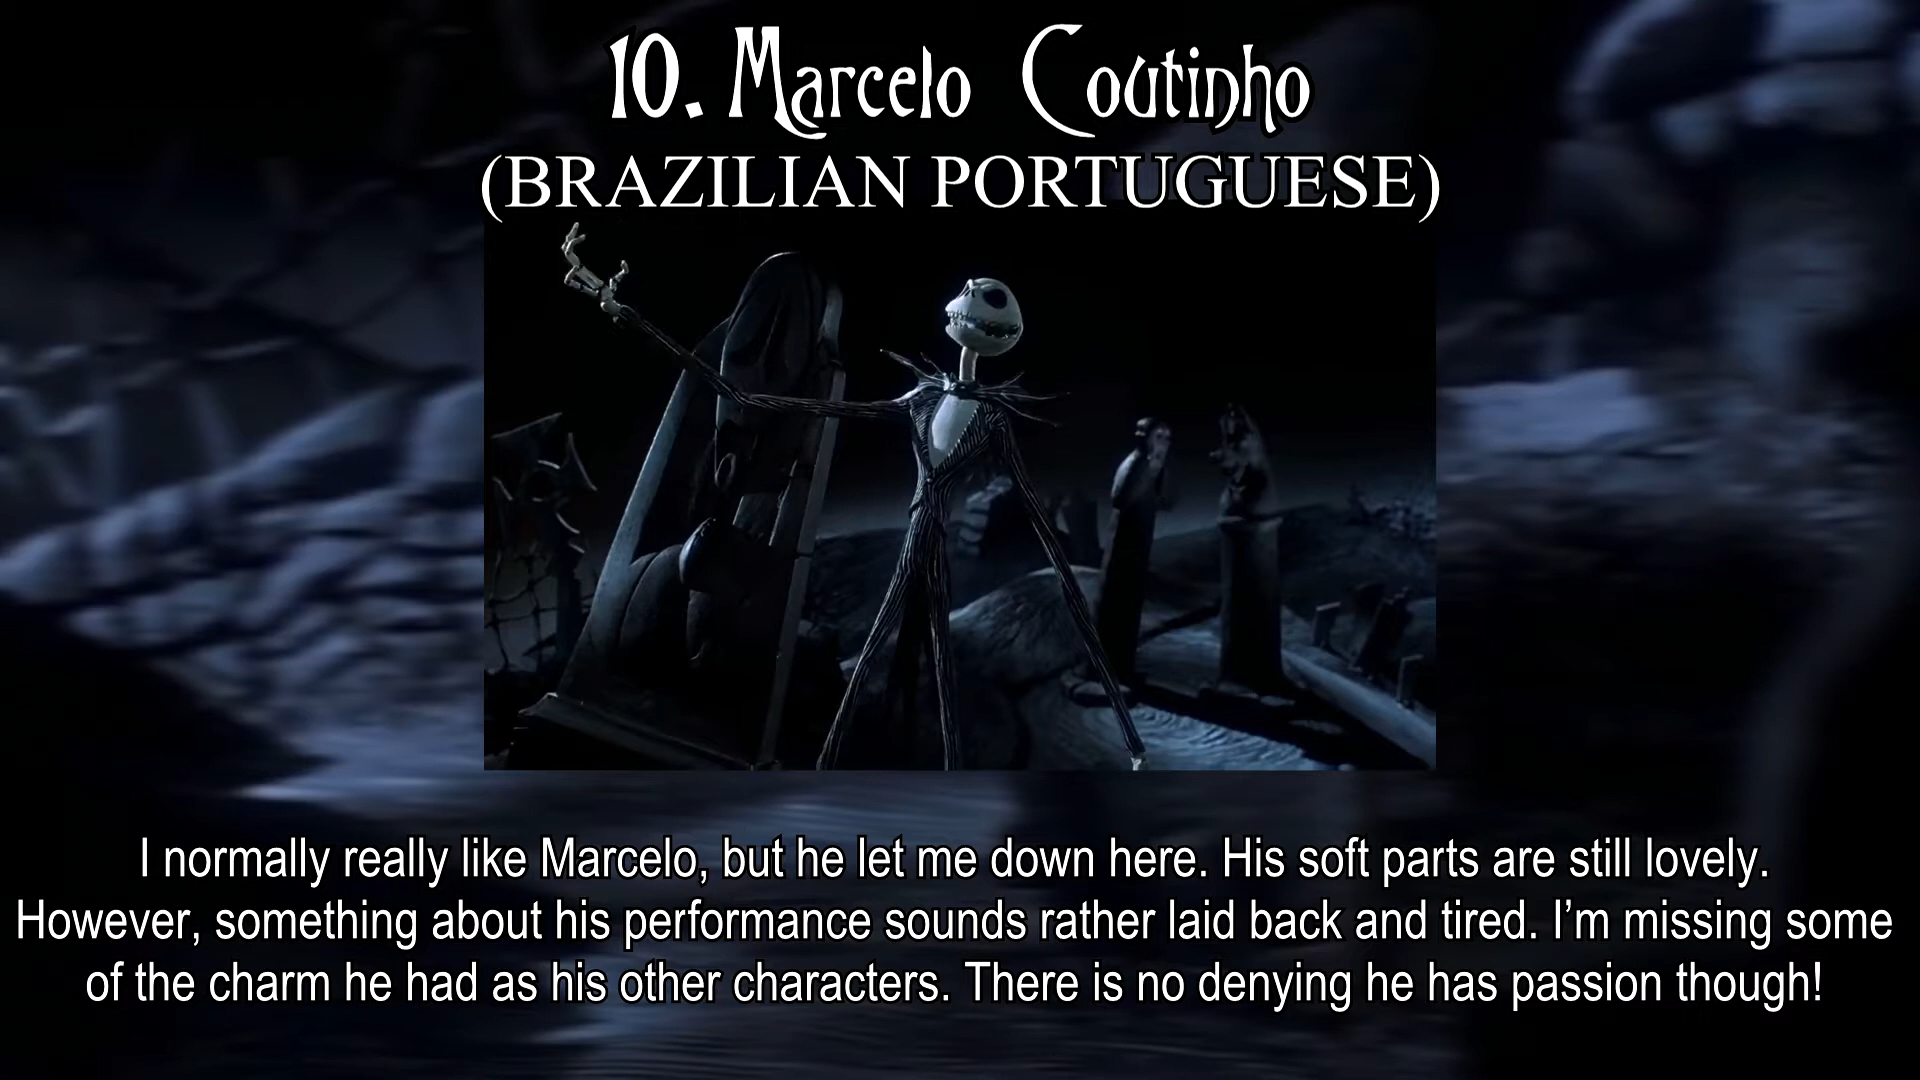 10. Marcelo Coutinho
(BRAZILIAN PORTUGUESE)
I normally really like Marcelo, but he let me down here. His soft parts are still lovely.
However, something about his performance sounds rather laid back and tired. I’m missing some
of the charm he had as his other characters. There is no denying he has passion though!